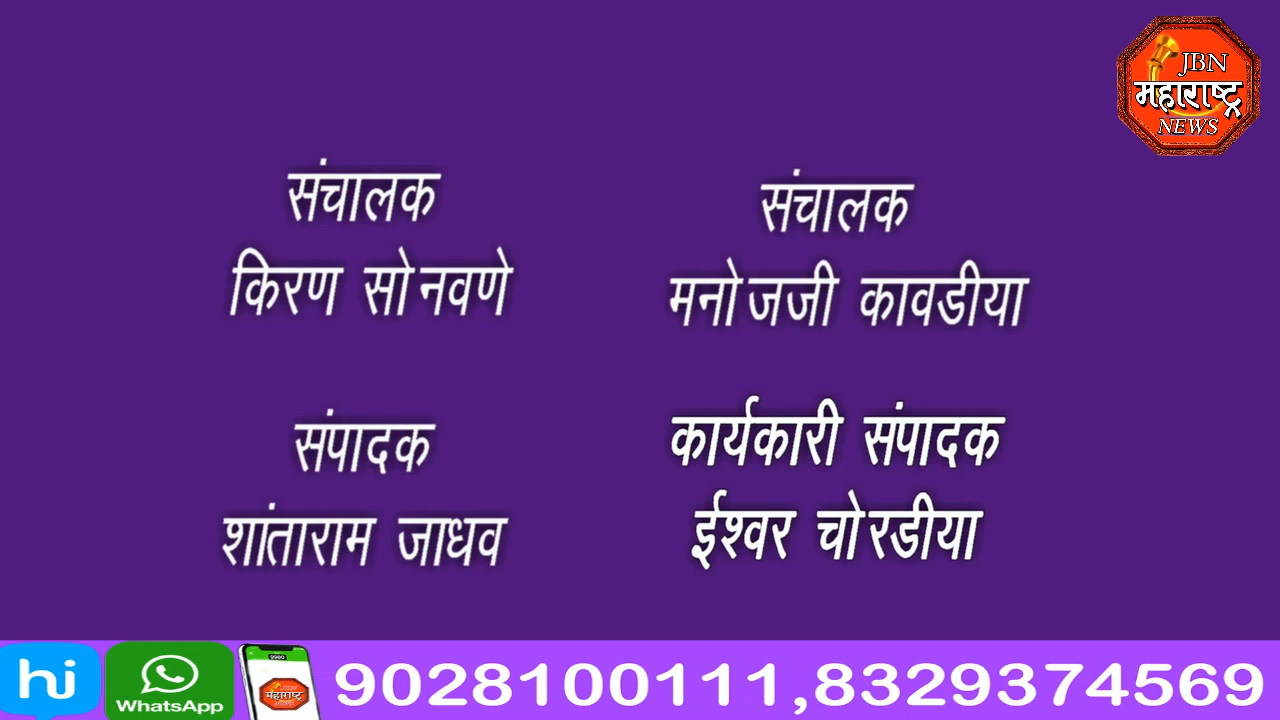 JBN
महाराष्ट्र
NEWS
संचालक
किरण सोनवणे
संचालक
मनोजजी कावडीया
संपादक
शांताराम जाधव
कार्यकारी संपादक
ईश्वर चोरडीया
hi
WhatsApp
महाराष्ट्र
9028100111,8329374569